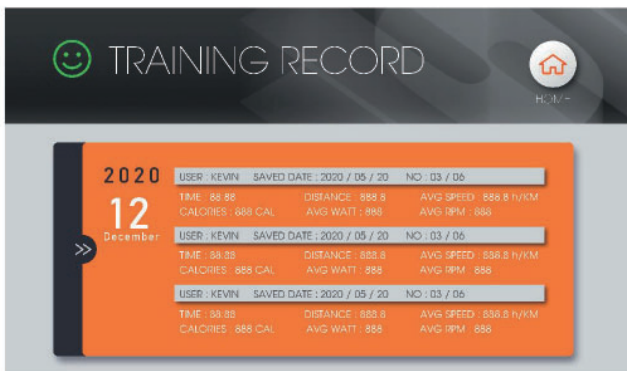 TRAINING RECORD
HOME
2020
12
December
USER : KEVIN SAVED DATE : 2020 / 05 / 20 NO : 03 / 06
TIME : 88:88 DISTANCE : 888.8 AVG SPEED : 888.8 h/KM
CALORIES : 888 CAL AVG WATT : 888 AVG RPM : 888
USER : KEVIN SAVED DATE : 2020 / 05 / 20 NO : 03 / 06
TIME : 88:88 DISTANCE : 888.8 AVG SPEED : 888.8 h/KM
CALORIES : 888 CAL AVG WATT : 888 AVG RPM : 888
USER : KEVIN SAVED DATE : 2020 / 05 / 20 NO : 03 / 06
TIME : 88:88 DISTANCE : 888.8 AVG SPEED : 888.8 h/KM
CALORIES : 888 CAL AVG WATT : 888 AVG RPM : 888